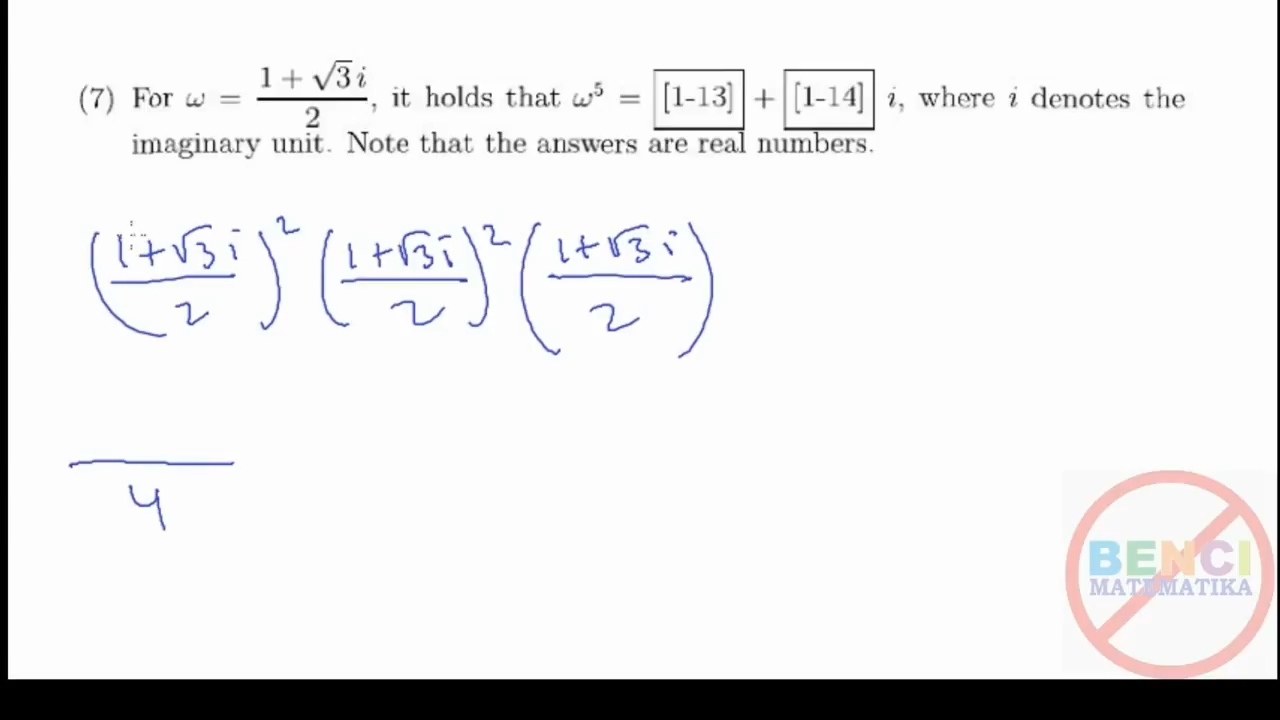 (7) For ω = (1 + √3 i)/2, it holds that ω⁵ = [1-13] + [1-14] i, where i denotes the
imaginary unit. Note that the answers are real numbers.
((1+√3 i)/2)² ((1+√3 i)/2)² ((1+√3 i)/2)
4
BENCI
MATEMATIKA